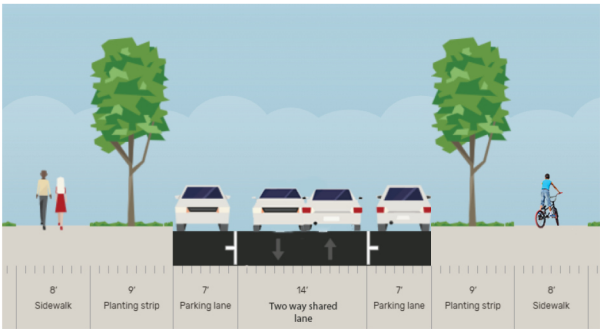 8'
Sidewalk
9'
Planting strip
7'
Parking lane
14'
Two way shared
lane
7'
Parking lane
9'
Planting strip
8'
Sidewalk